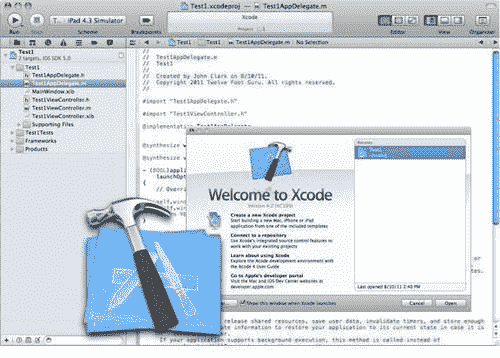 Test1.xcodeproj — Test1AppDelegate.m
Xcode
Test1... iPad 4.3 Simulator
Project
Run
Stop
Scheme
Breakpoints
Editor
View
Organizer
Test1
Test1AppDelegate.m
No Selection
Test1
2 targets, iOS SDK 5.0
Test1
Test1AppDelegate.h
Test1AppDelegate.m
MainWindow.xib
Test1ViewController.h
Test1ViewController.m
Test1ViewController.xib
Supporting Files
Test1Tests
Frameworks
Products
//
// Test1AppDelegate.m
// Test1
//
// Created by John Clark on 8/10/11.
// Copyright 2011 Twelve Foot Guru. All rights reserved.
//
#import "Test1AppDelegate.h"
#import "Test1ViewController.h"
@implementation Test1AppDelegate
@synthesize w
@synthesize v
- (BOOL)applic
launchOpt
{
// Overri
self.wind
self.wind
Welcome to Xcode
Create a new Xcode project
Start building a new Mac, iPhone or iPad
application from one of the included templates
Connect to a repository
Use Xcode's integrated source control features to
work with your existing projects
Learn about using Xcode
Explore the Xcode development environment with
the Xcode 4 User Guide
Go to Apple's developer portal
Visit the Mac and iOS Dev Center websites at
developer.apple.com
Recents
Test1
Last opened 8/10/11 2:40 PM
Show this window when Xcode launches
Cancel
Open
release shared resources, save user data, invalidate timers, and store enough
state information to restore your application to its current state in case it is
If your application supports background execution, this method is called instead of